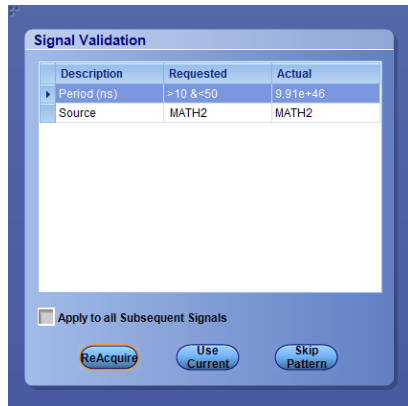 Signal Validation
Description Requested Actual
Period (ns) >10 &<50 9.91e+46
Source MATH2 MATH2
Apply to all Subsequent Signals
ReAcquire
Use
Current
Skip
Pattern